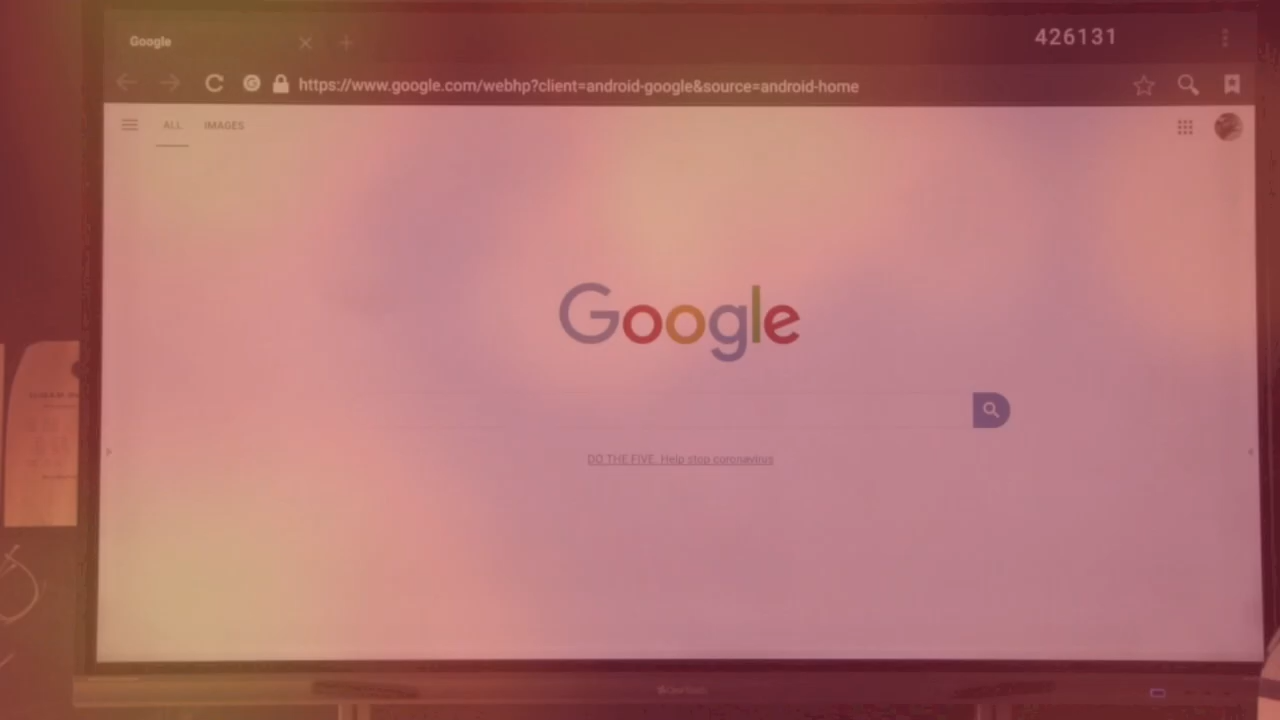 Google
426131
https://www.google.com/webhp?client=android-google&source=android-home
ALL IMAGES
Google
DO THE FIVE. Help stop coronavirus